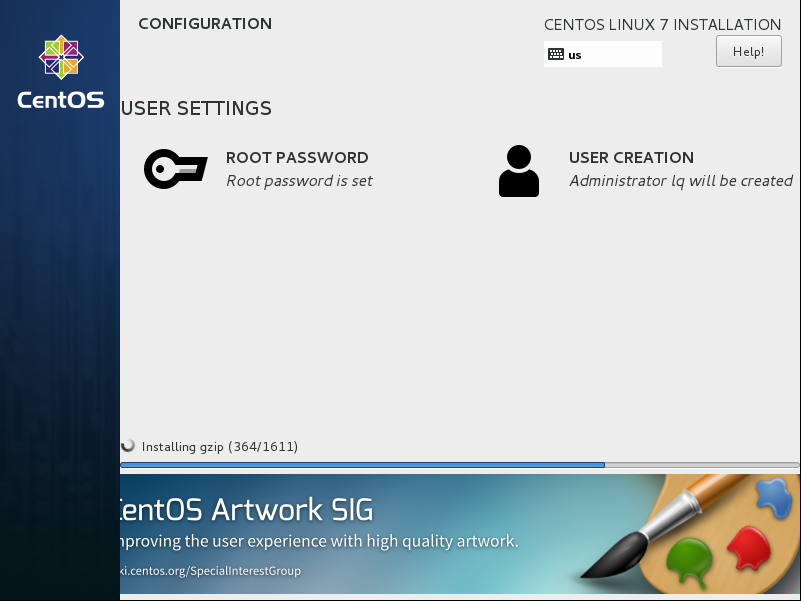 CONFIGURATION
CENTOS LINUX 7 INSTALLATION
us
Help!
CentOS
USER SETTINGS
ROOT PASSWORD
Root password is set
USER CREATION
Administrator lq will be created
Installing gzip (364/1611)
entOS Artwork SIG
proving the user experience with high quality artwork.
ki.centos.org/SpecialInterestGroup